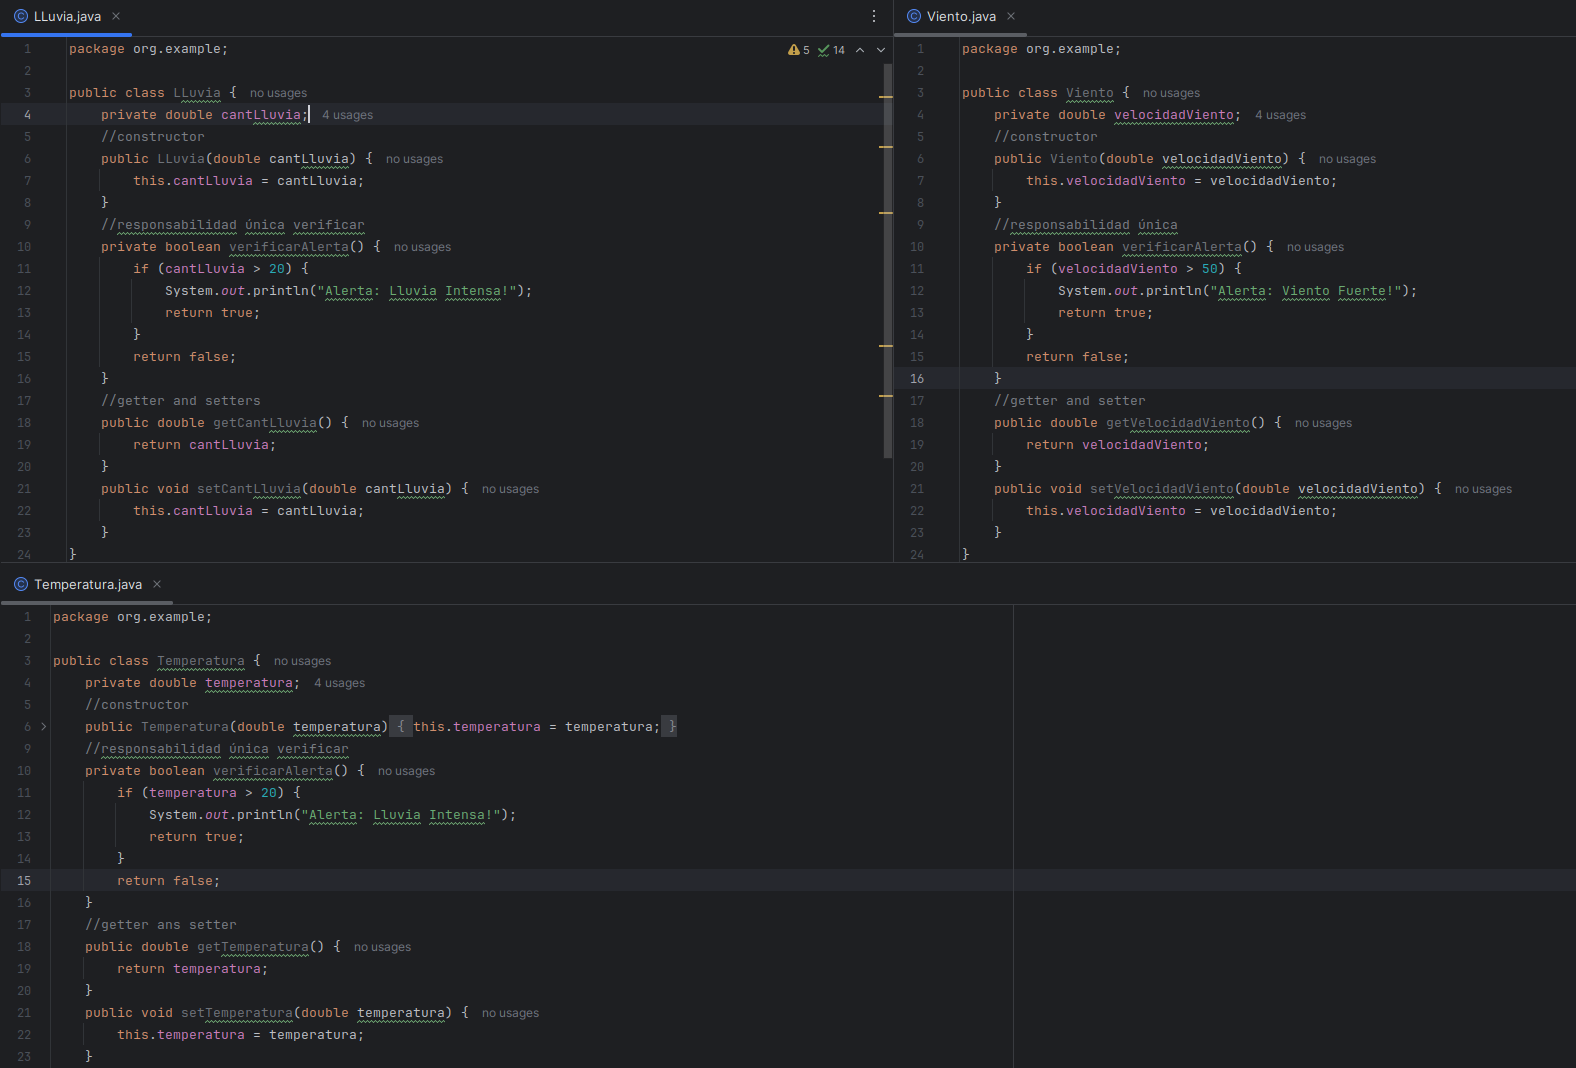 LLuvia.java
5 14
1 package org.example;
2
3 public class LLuvia { no usages
4 private double cantLluvia; 4 usages
5 //constructor
6 public LLuvia(double cantLluvia) { no usages
7 this.cantLluvia = cantLluvia;
8 }
9 //responsabilidad única verificar
10 private boolean verificarAlerta() { no usages
11 if (cantLluvia > 20) {
12 System.out.println("Alerta: Lluvia Intensa!");
13 return true;
14 }
15 return false;
16 }
17 //getter and setters
18 public double getCantLluvia() { no usages
19 return cantLluvia;
20 }
21 public void setCantLluvia(double cantLluvia) { no usages
22 this.cantLluvia = cantLluvia;
23 }
24 }
Viento.java
1 package org.example;
2
3 public class Viento { no usages
4 private double velocidadViento; 4 usages
5 //constructor
6 public Viento(double velocidadViento) { no usages
7 this.velocidadViento = velocidadViento;
8 }
9 //responsabilidad única
10 private boolean verificarAlerta() { no usages
11 if (velocidadViento > 50) {
12 System.out.println("Alerta: Viento Fuerte!");
13 return true;
14 }
15 return false;
16 }
17 //getter and setter
18 public double getVelocidadViento() { no usages
19 return velocidadViento;
20 }
21 public void setVelocidadViento(double velocidadViento) { no usages
22 this.velocidadViento = velocidadViento;
23 }
24 }
Temperatura.java
1 package org.example;
2
3 public class Temperatura { no usages
4 private double temperatura; 4 usages
5 //constructor
6 public Temperatura(double temperatura) { this.temperatura = temperatura; }
9 //responsabilidad única verificar
10 private boolean verificarAlerta() { no usages
11 if (temperatura > 20) {
12 System.out.println("Alerta: Lluvia Intensa!");
13 return true;
14 }
15 return false;
16 }
17 //getter ans setter
18 public double getTemperatura() { no usages
19 return temperatura;
20 }
21 public void setTemperatura(double temperatura) { no usages
22 this.temperatura = temperatura;
23 }